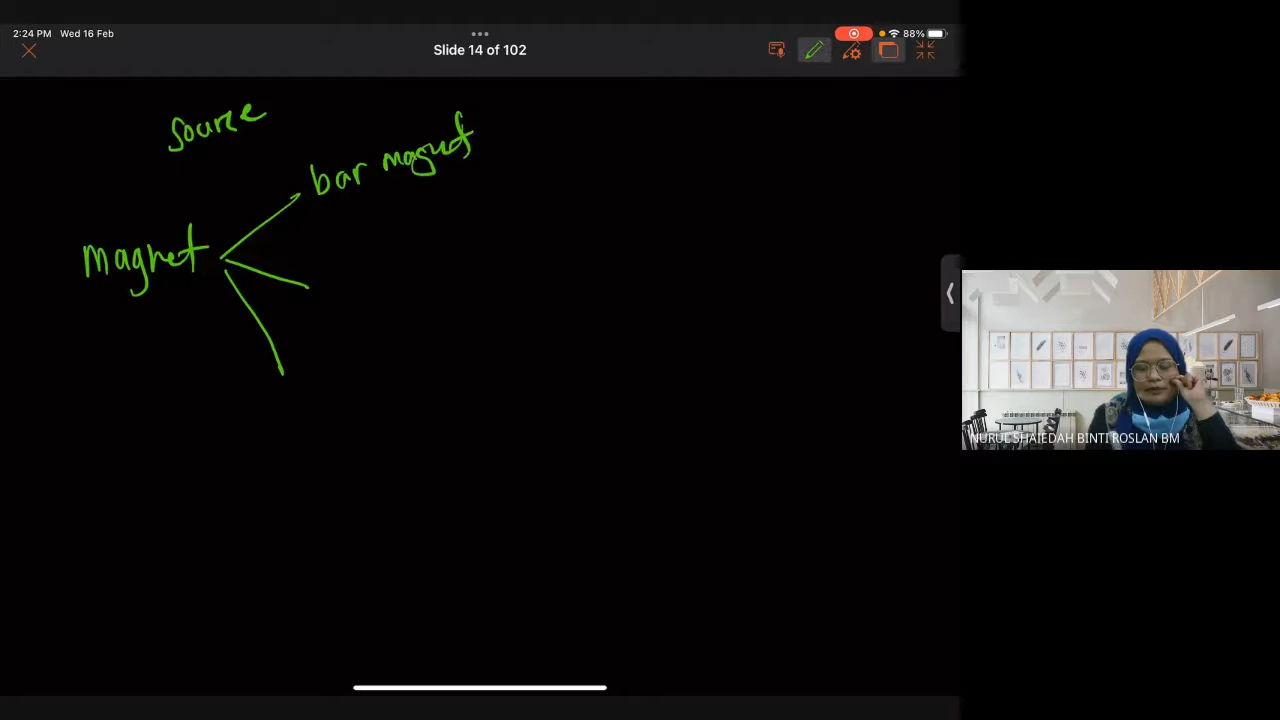 2:24 PM Wed 16 Feb
88%
Slide 14 of 102
source
bar magnet
magnet
NURUL SHAIEDAH BINTI ROSLAN BM